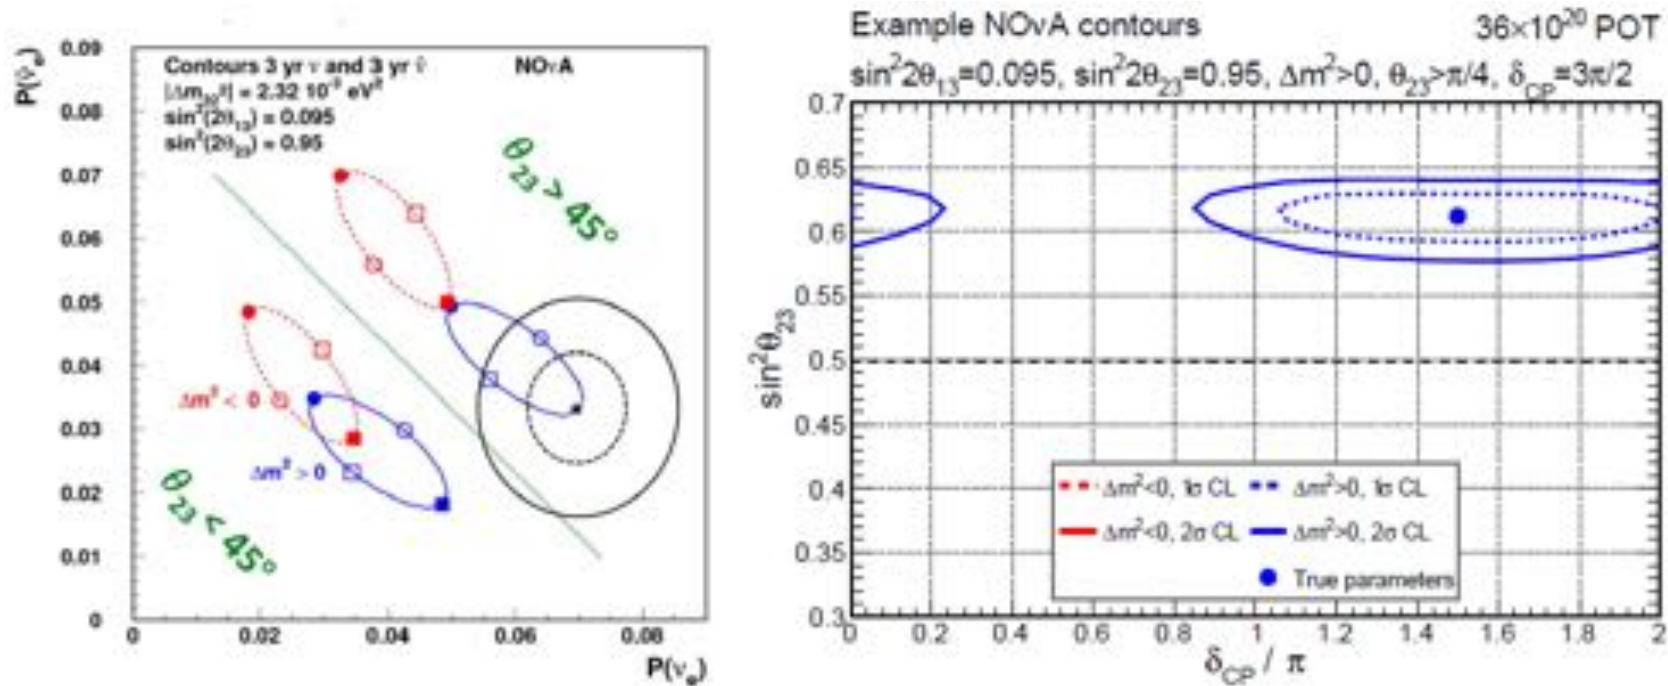 P(ν̄e)
0.09
0.08
0.07
0.06
0.05
0.04
0.03
0.02
0.01
0
Contours 3 yr ν and 3 yr ν̄ NOνA
|Δm32²| = 2.32 10⁻³ eV²
sin²(2θ13) = 0.095
sin²(2θ23) = 0.95
θ23 > 45°
Δm² < 0
Δm² > 0
θ23 < 45°
0 0.02 0.04 0.06 0.08
P(νe)
Example NOνA contours 36×10²⁰ POT
sin²2θ13=0.095, sin²2θ23=0.95, Δm²>0, θ23>π/4, δCP=3π/2
sin²θ23
0.7
0.65
0.6
0.55
0.5
0.45
0.4
0.35
0.3
Δm²<0, 1σ CL Δm²>0, 1σ CL
Δm²<0, 2σ CL Δm²>0, 2σ CL
True parameters
0 0.2 0.4 0.6 0.8 1 1.2 1.4 1.6 1.8 2
δCP / π